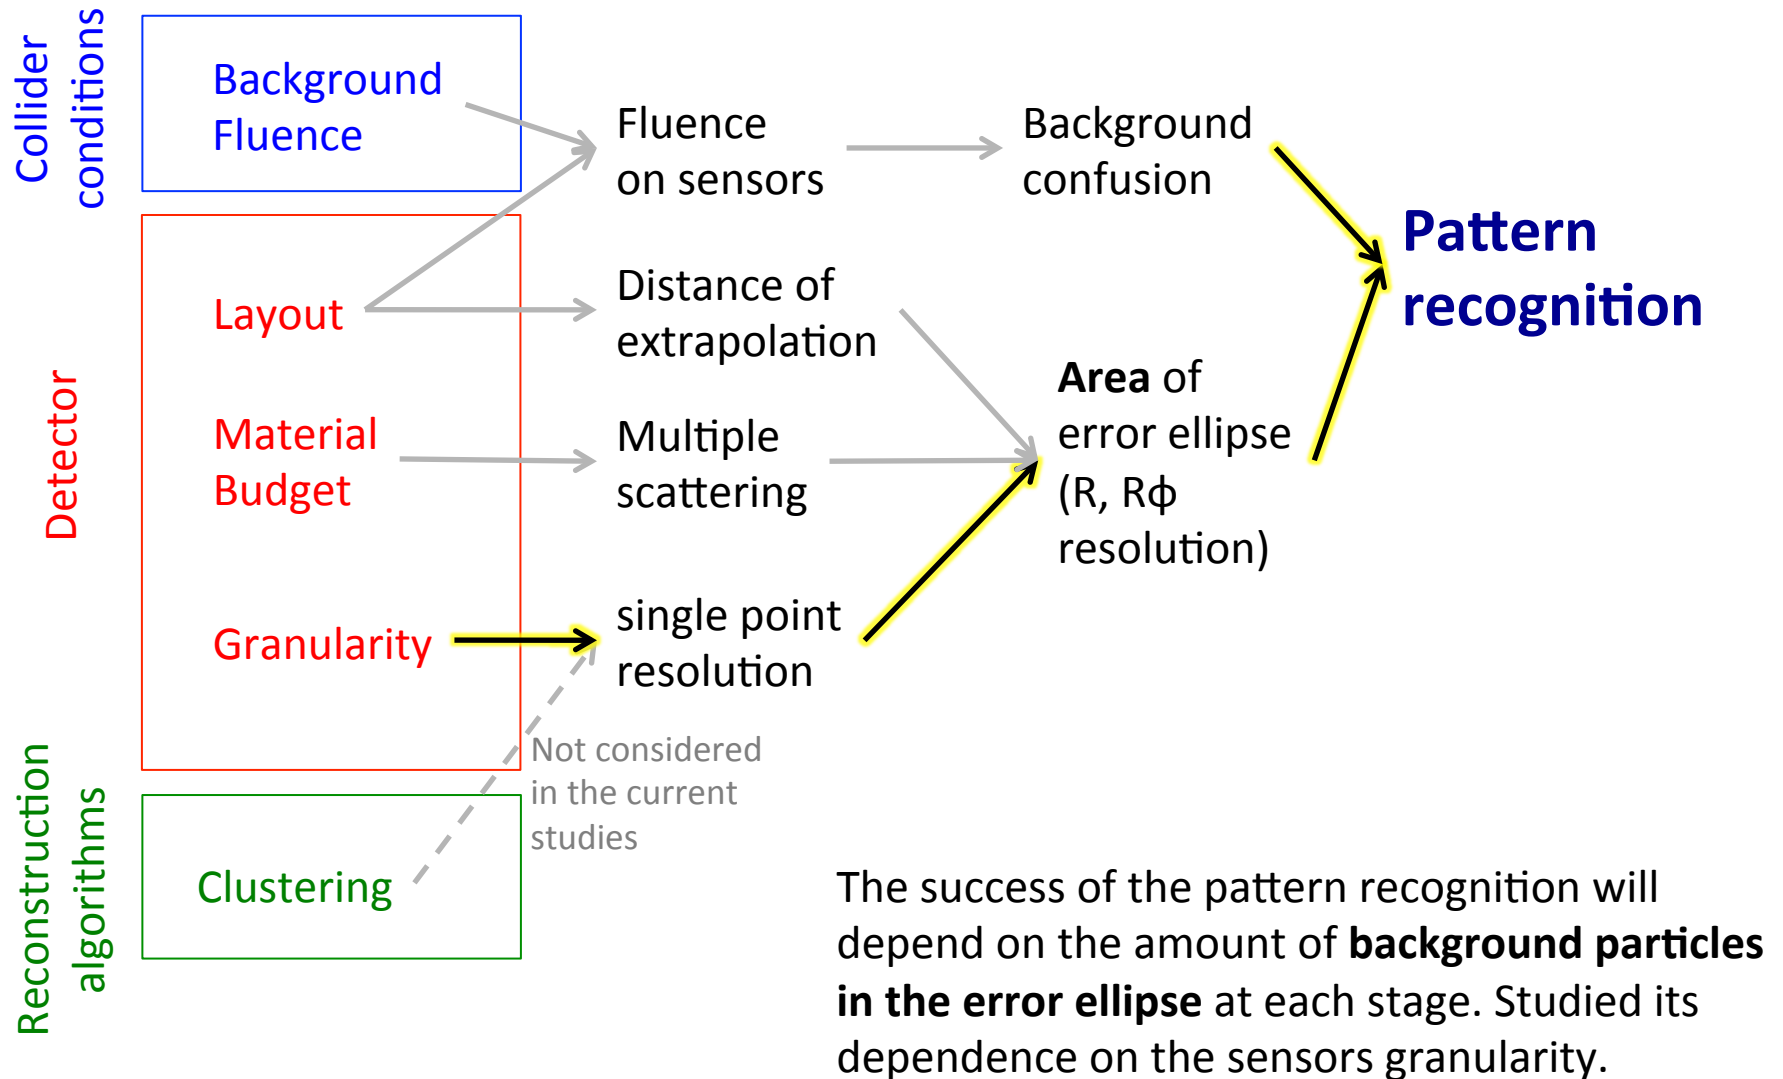 Collider
conditions
Background
Fluence
Fluence
on sensors
Background
confusion
Pattern
recognition
Detector
Layout
Distance of
extrapolation
Material
Budget
Multiple
scattering
Area of
error ellipse
(R, Rϕ
resolution)
Granularity
single point
resolution
Not considered
in the current
studies
Reconstruction
algorithms
Clustering
The success of the pattern recognition will
depend on the amount of background particles
in the error ellipse at each stage. Studied its
dependence on the sensors granularity.